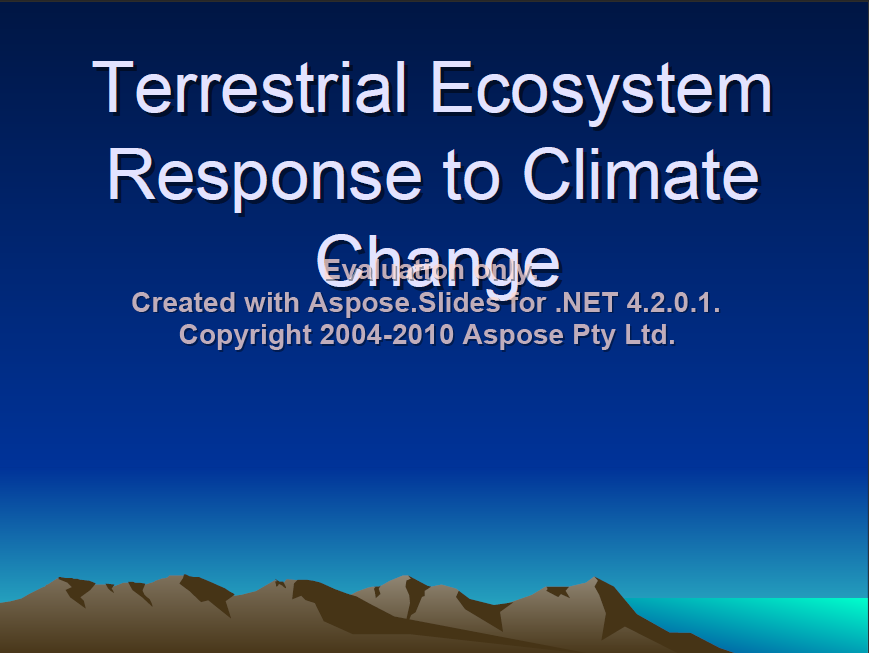 Terrestrial Ecosystem
Response to Climate
Change
Evaluation only.
Created with Aspose.Slides for .NET 4.2.0.1.
Copyright 2004-2010 Aspose Pty Ltd.